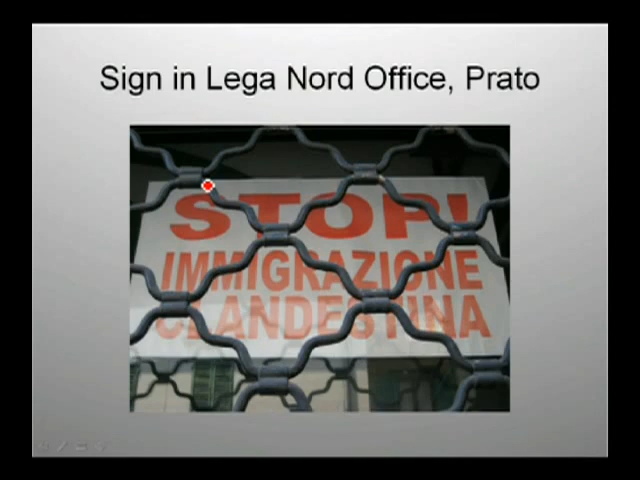 Sign in Lega Nord Office, Prato
STOP!
IMMIGRAZIONE
CLANDESTINA